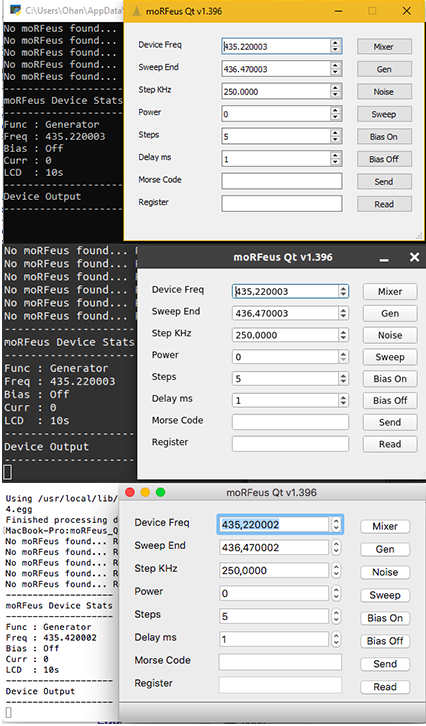 C:\Users\Ohan\AppData\
No moRFeus found...
No moRFeus found...
No moRFeus found...
No moRFeus found...
No moRFeus found...
moRFeus Device Stats
Func : Generator
Freq : 435.220003
Bias : Off
Curr : 0
LCD : 10s
Device Output
moRFeus Qt v1.396
Device Freq 435.220003 Mixer
Sweep End 436.470003 Gen
Step KHz 250.0000 Noise
Power 0 Sweep
Steps 5 Bias On
Delay ms 1 Bias Off
Morse Code Send
Register Read
No moRFeus found...
No moRFeus found...
No moRFeus found...
No moRFeus found...
No moRFeus found...
moRFeus Device Stats
Func : Generator
Freq : 435.220003
Bias : Off
Curr : 0
LCD : 10s
Device Output
moRFeus Qt v1.396
Device Freq 435,220003 Mixer
Sweep End 436,470003 Gen
Step KHz 250,0000 Noise
Power 0 Sweep
Steps 5 Bias On
Delay ms 1 Bias Off
Morse Code Send
Register Read
Using /usr/local/lib/
4.egg
Finished processing d
MacBook-Pro:moRFeus_Q
No moRFeus found... R
No moRFeus found... R
No moRFeus found... R
No moRFeus found... R
moRFeus Device Stats
Func : Generator
Freq : 435.420002
Bias : Off
Curr : 0
LCD : 10s
Device Output
moRFeus Qt v1.396
Device Freq 435,220002 Mixer
Sweep End 436,470002 Gen
Step KHz 250,0000 Noise
Power 0 Sweep
Steps 5 Bias On
Delay ms 1 Bias Off
Morse Code Send
Register Read